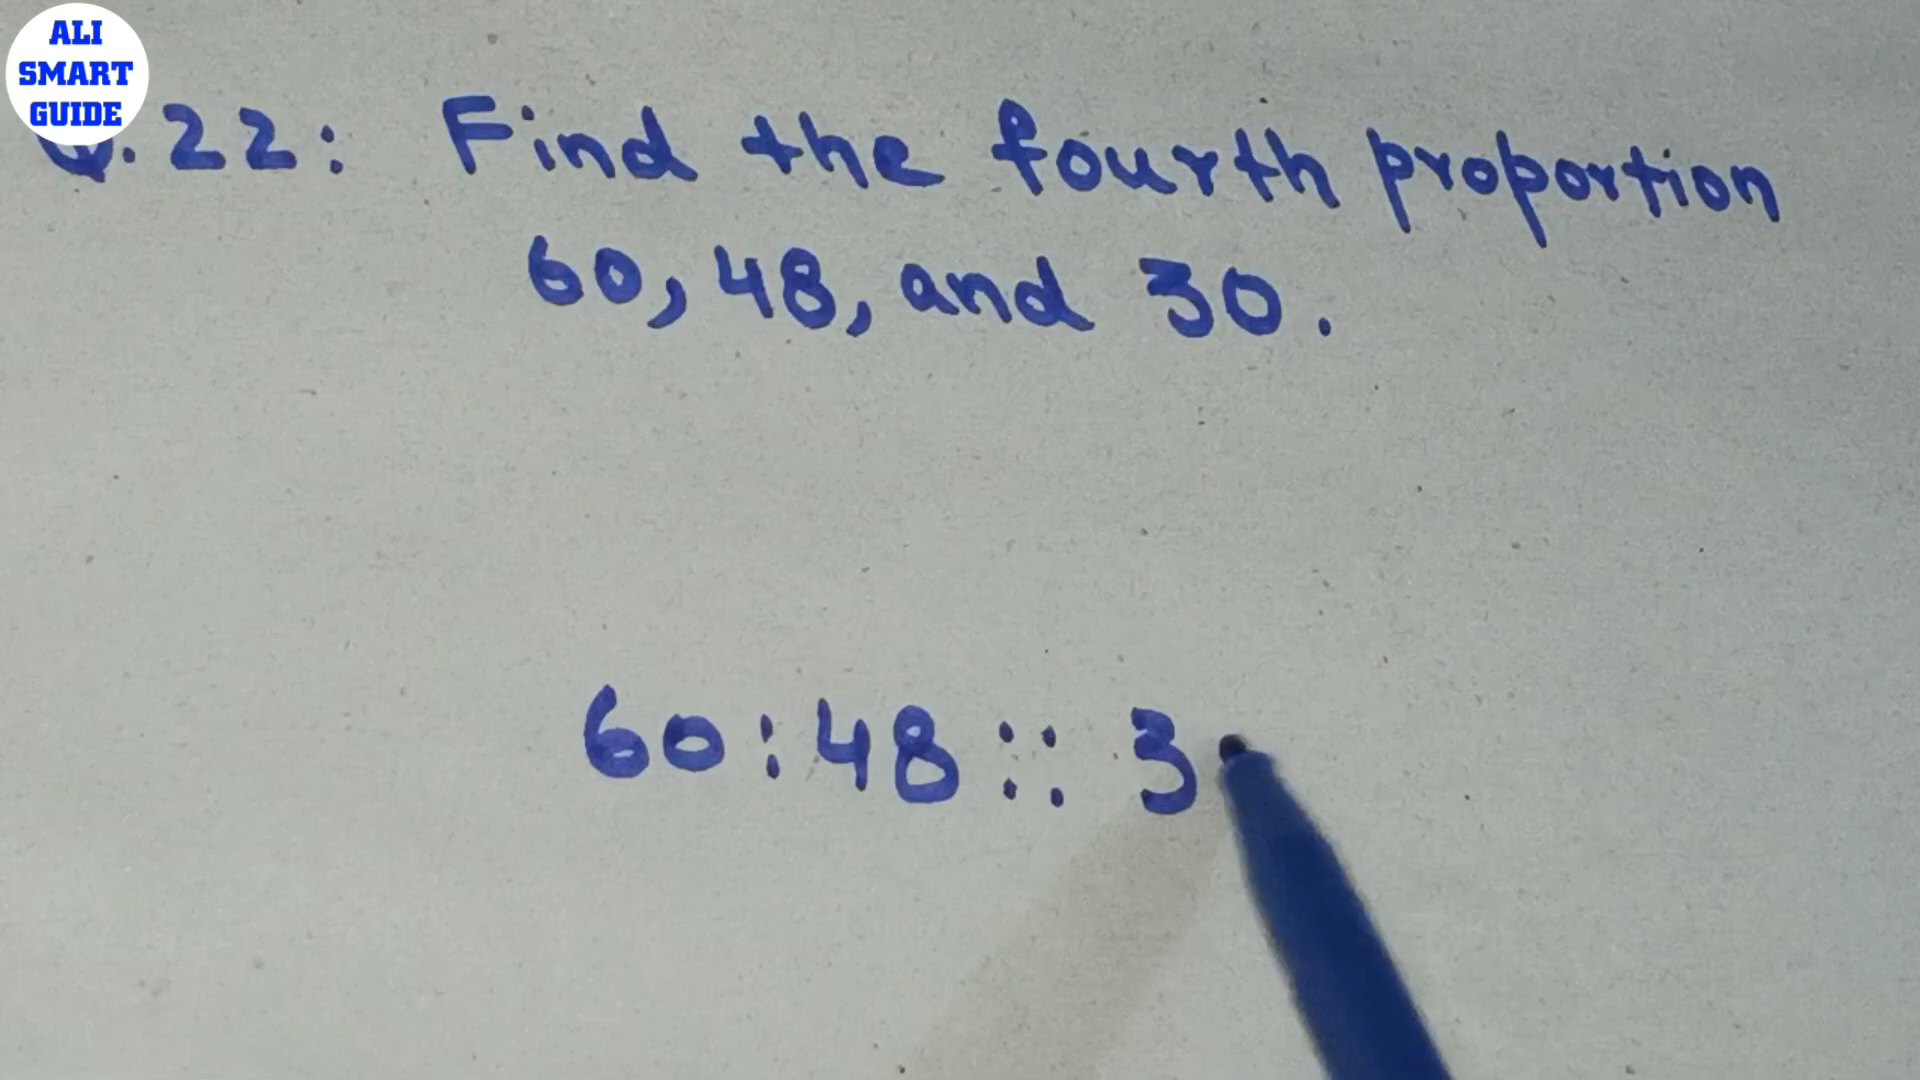 ALI
SMART
GUIDE
Q.22: Find the fourth proportion
60, 48, and 30.
60:48::3